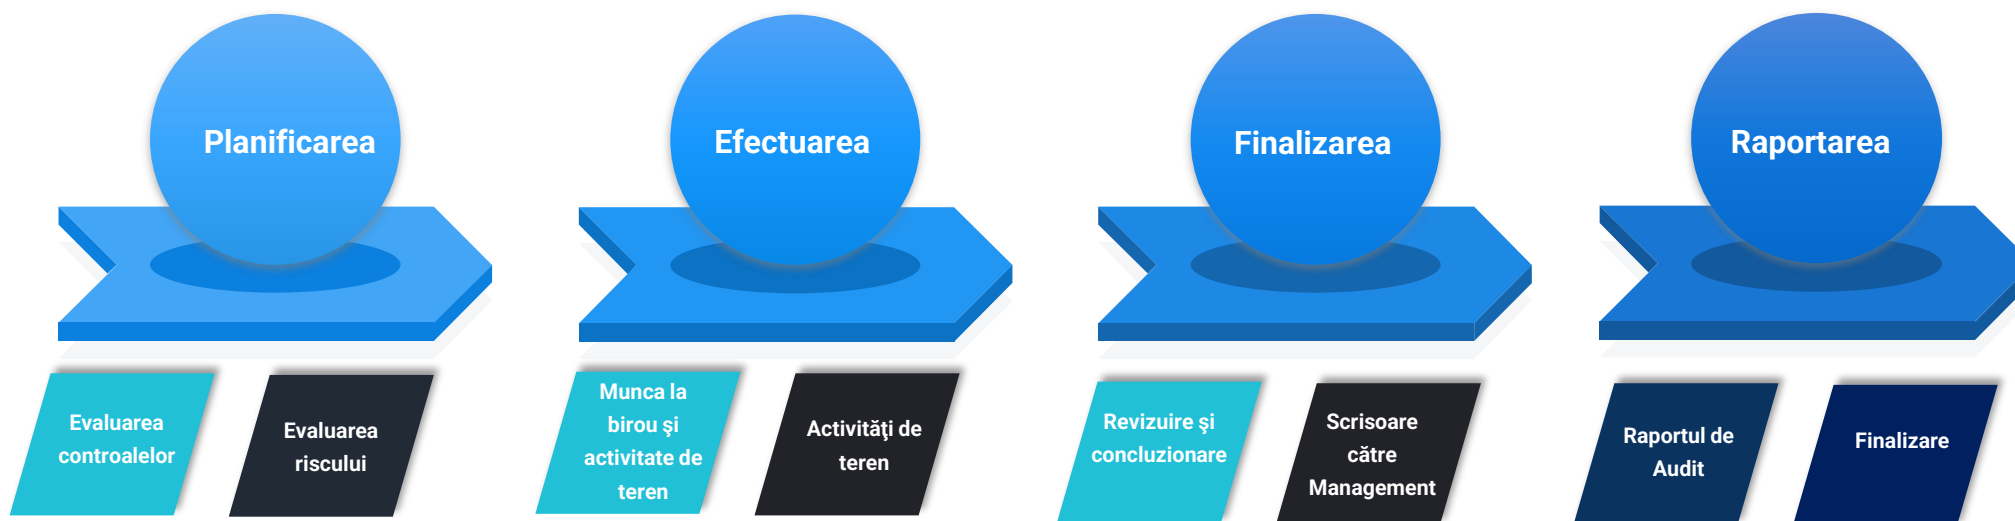 Planificarea
Efectuarea
Finalizarea
Raportarea
Evaluarea
controalelor
Evaluarea
riscului
Munca la
birou şi
activitate de
teren
Activităţi de
teren
Revizuire şi
concluzionare
Scrisoare
către
Management
Raportul de
Audit
Finalizare